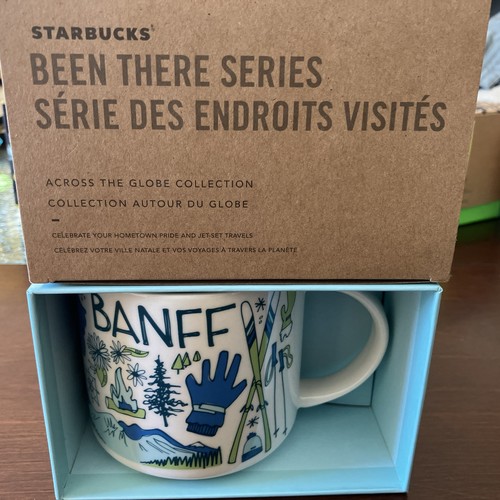 STARBUCKS®
BEEN THERE SERIES
SÉRIE DES ENDROITS VISITÉS
ACROSS THE GLOBE COLLECTION
COLLECTION AUTOUR DU GLOBE
CELEBRATE YOUR HOMETOWN PRIDE AND JET-SET TRAVELS
CÉLÉBREZ VOTRE VILLE NATALE ET VOS VOYAGES À TRAVERS LA PLANÈTE
BANFF